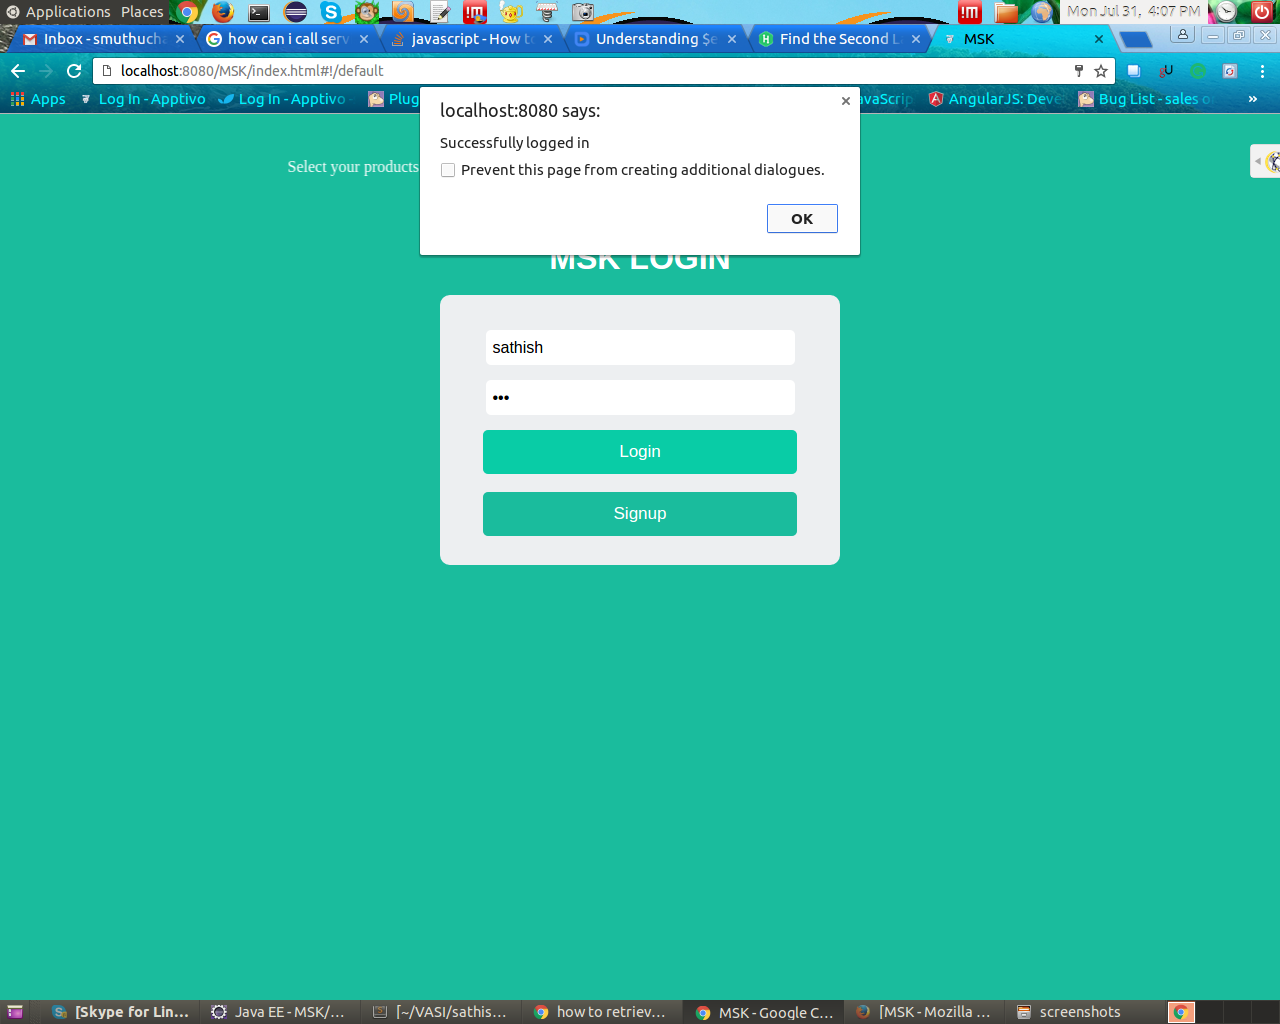 Applications Places
Mon Jul 31, 4:07 PM
Inbox - smuthucha
how can i call serv
javascript - How to
Understanding Se
Find the Second L
MSK
localhost:8080/MSK/index.html#!/default
Apps
Log In - Apptivo
Log In - Apptivo
Plug
AngularJS: Deve
Bug List - sales o
localhost:8080 says:
Successfully logged in
Prevent this page from creating additional dialogues.
OK
Select your products
MSK LOGIN
sathish
•••
Login
Signup
[Skype for Lin...
Java EE - MSK/...
[~/VASI/sathis...
how to retriev...
MSK - Google C...
[MSK - Mozilla ...
screenshots